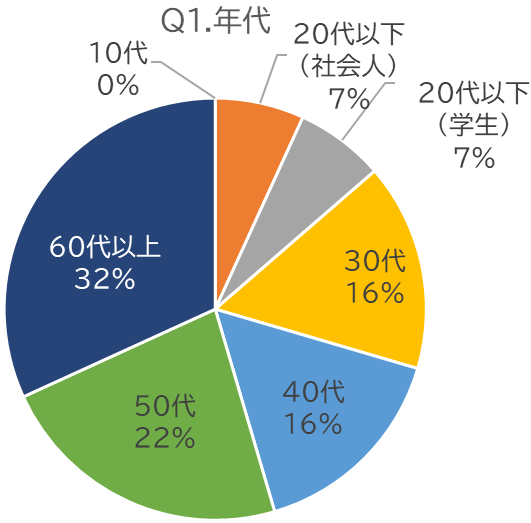 Q1.年代
10代
0%
20代以下
（社会人）
7%
20代以下
（学生）
7%
30代
16%
40代
16%
50代
22%
60代以上
32%